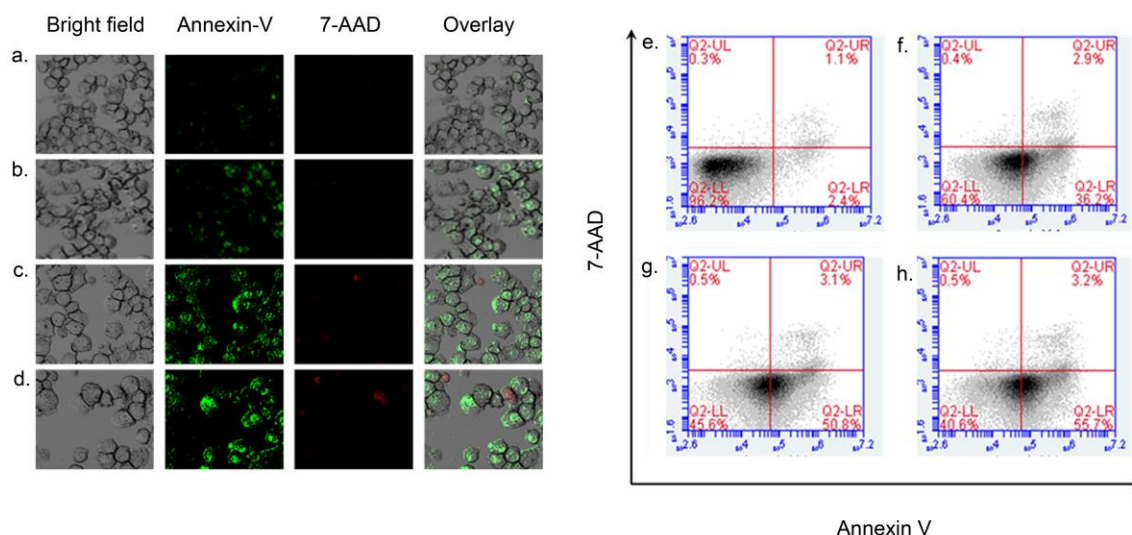 Bright field Annexin-V 7-AAD Overlay
a.
b.
c.
d.
e.
Q2-UL
0.3%
Q2-UR
1.1%
Q2-LL
96.2%
Q2-LR
2.4%
f.
Q2-UL
0.4%
Q2-UR
2.9%
Q2-LL
60.4%
Q2-LR
36.2%
g.
Q2-UL
0.5%
Q2-UR
3.1%
Q2-LL
45.6%
Q2-LR
50.8%
h.
Q2-UL
0.5%
Q2-UR
3.2%
Q2-LL
40.6%
Q2-LR
55.7%
7-AAD
Annexin V